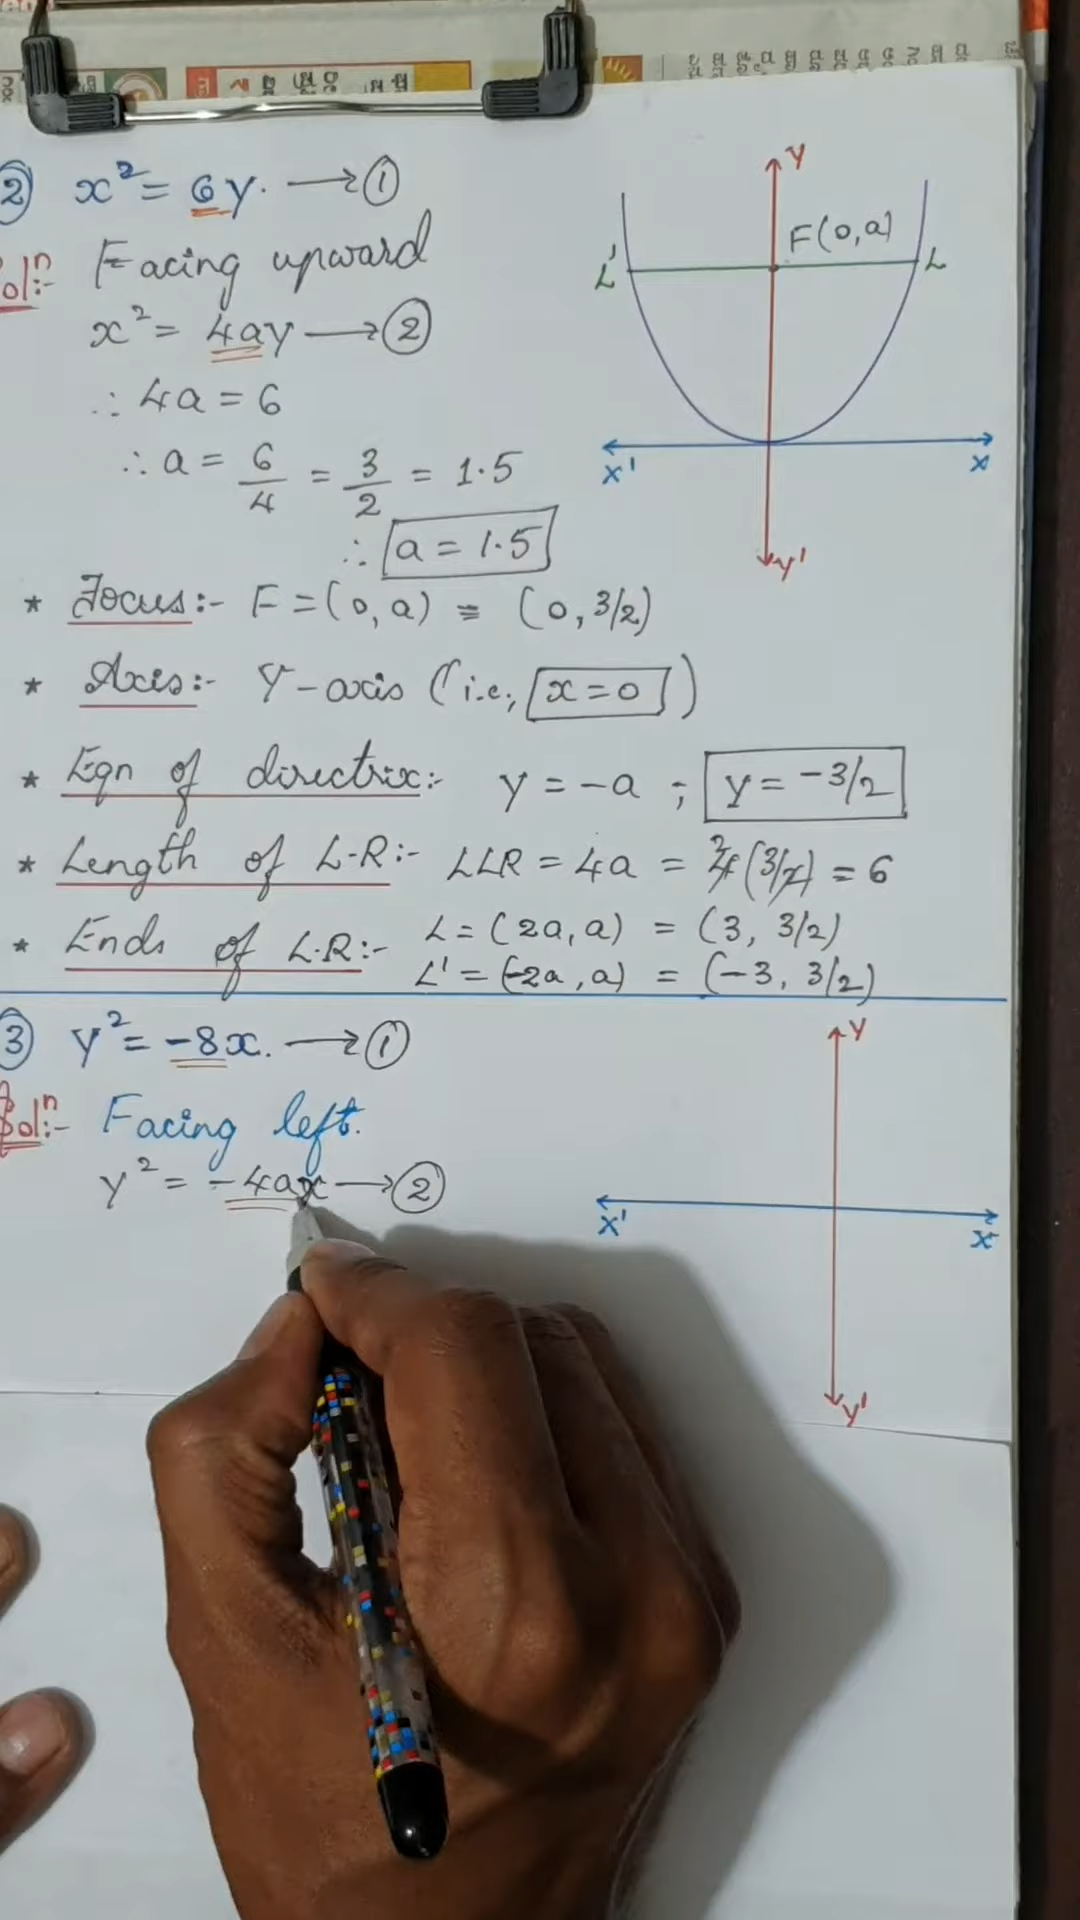 ② x² = 6y. ⟶ ①
Solⁿ:- Facing upward
x² = 4ay ⟶ ②
∴ 4a = 6
∴ a = 6/4 = 3/2 = 1.5
∴ a = 1.5
Y
F(0,a)
L' L
X' X
Y'
* Focus:- F = (0, a) = (0, 3/2)
* Axis:- Y-axis (i.e; x = 0)
* Eqn of directrix:- y = -a ; y = -3/2
* Length of L-R:- LLR = 4a = 4(3/2) = 6
* Ends of L.R:- L = (2a, a) = (3, 3/2)
L' = (-2a, a) = (-3, 3/2)
③ y² = -8x. ⟶ ①
Solⁿ:- Facing left.
y² = -4ax ⟶ ②
Y
X' X
Y'